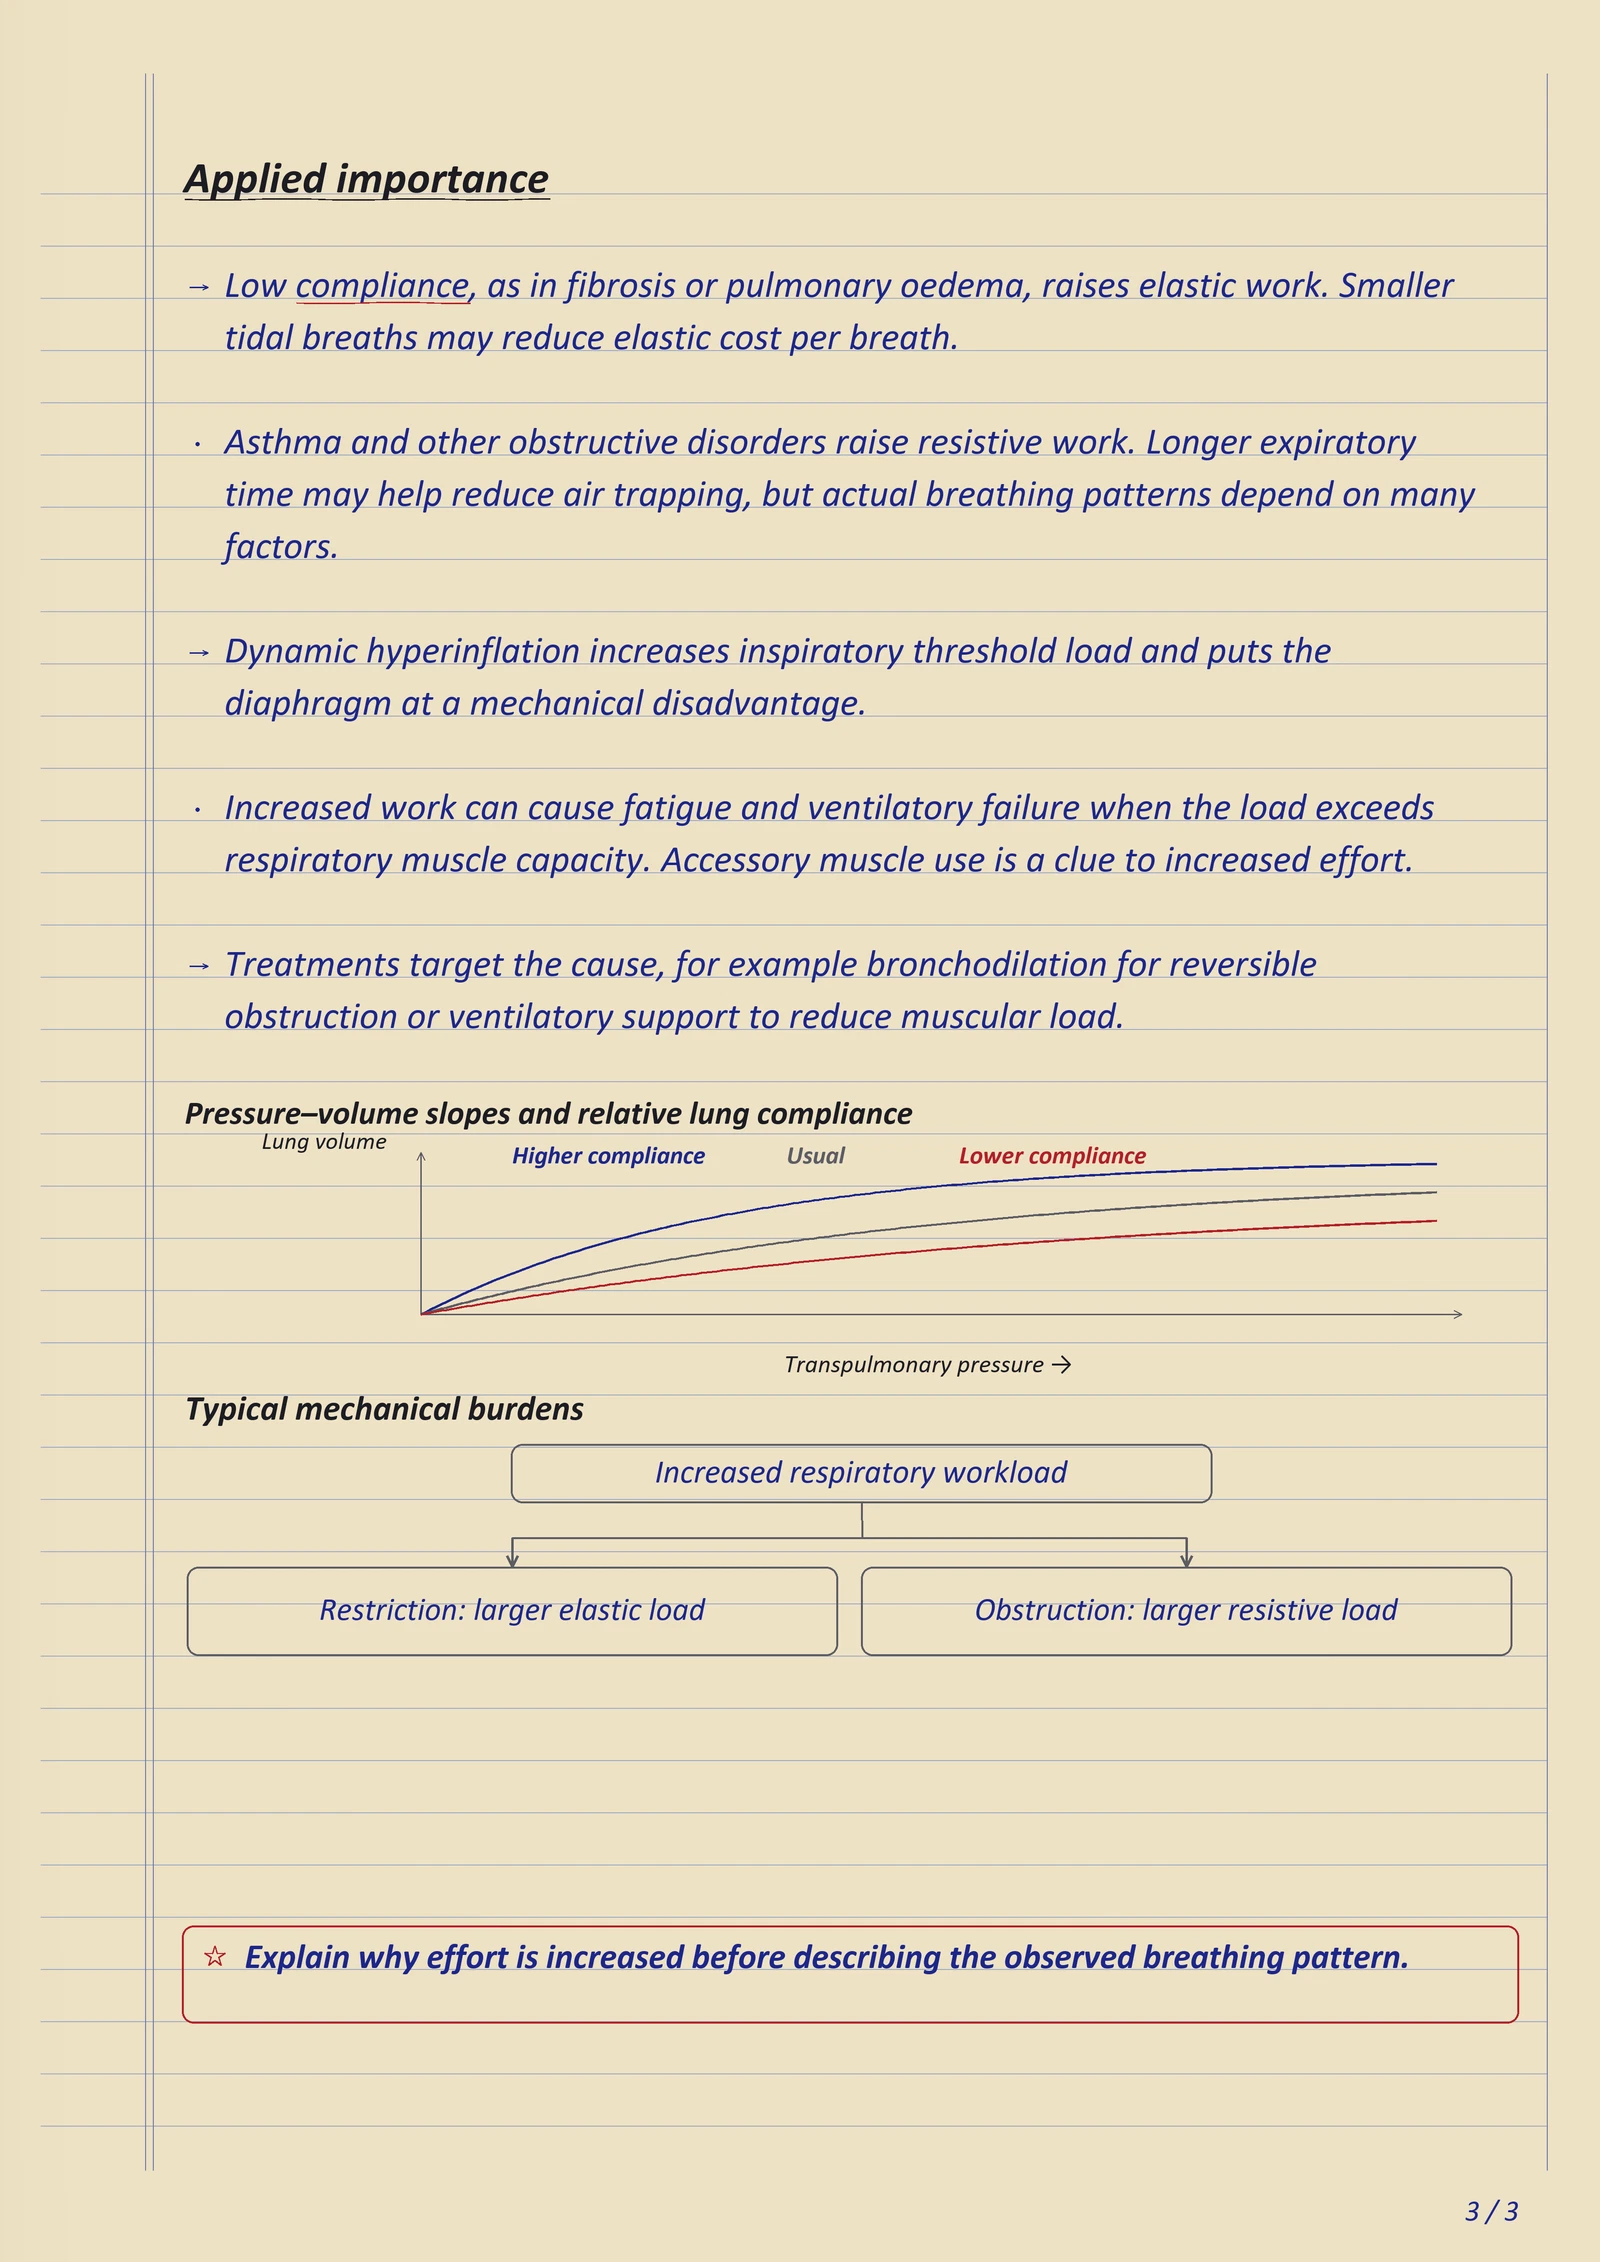 Applied importance
→ Low compliance, as in fibrosis or pulmonary oedema, raises elastic work. Smaller
tidal breaths may reduce elastic cost per breath.
· Asthma and other obstructive disorders raise resistive work. Longer expiratory
time may help reduce air trapping, but actual breathing patterns depend on many
factors.
→ Dynamic hyperinflation increases inspiratory threshold load and puts the
diaphragm at a mechanical disadvantage.
· Increased work can cause fatigue and ventilatory failure when the load exceeds
respiratory muscle capacity. Accessory muscle use is a clue to increased effort.
→ Treatments target the cause, for example bronchodilation for reversible
obstruction or ventilatory support to reduce muscular load.
Pressure–volume slopes and relative lung compliance
Lung volume
Higher compliance Usual Lower compliance
Transpulmonary pressure →
Typical mechanical burdens
Increased respiratory workload
Restriction: larger elastic load Obstruction: larger resistive load
☆ Explain why effort is increased before describing the observed breathing pattern.
3 / 3